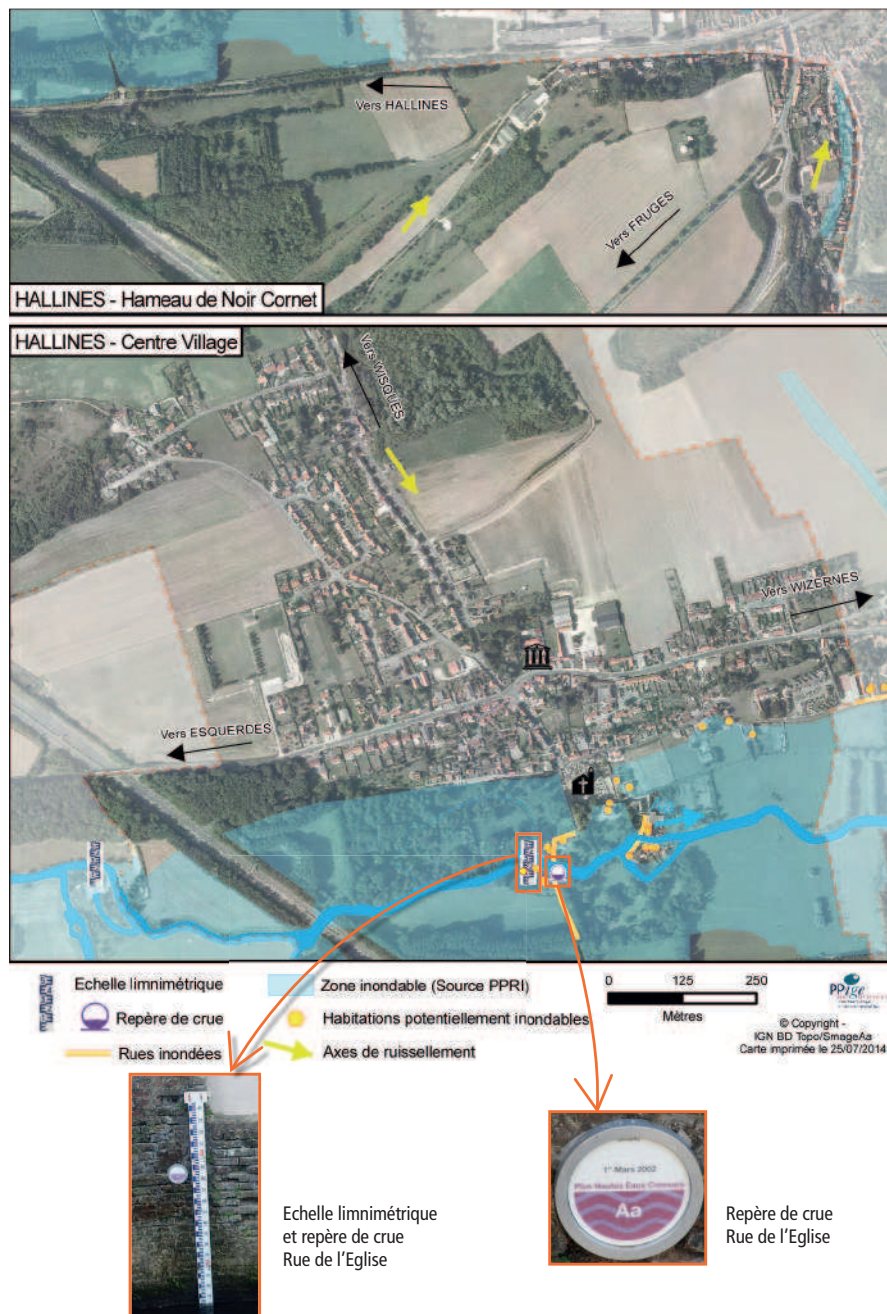 Vers HALLINES
Vers FRUGES
HALLINES - Hameau de Noir Cornet
HALLINES - Centre Village
Vers WISQUES
Vers WIZERNES
Vers ESQUERDES
Echelle limnimétrique
Repère de crue
Rues inondées
Zone inondable (Source PPRI)
Habitations potentiellement inondables
Axes de ruissellement
0 125 250
Mètres
PPige
© Copyright -
IGN BD Topo/SmageAa
Carte imprimée le 25/07/2014
Echelle limnimétrique
et repère de crue
Rue de l'Eglise
1er Mars 2002
Plus Hautes Eaux Connues
Aa
Repère de crue
Rue de l'Eglise